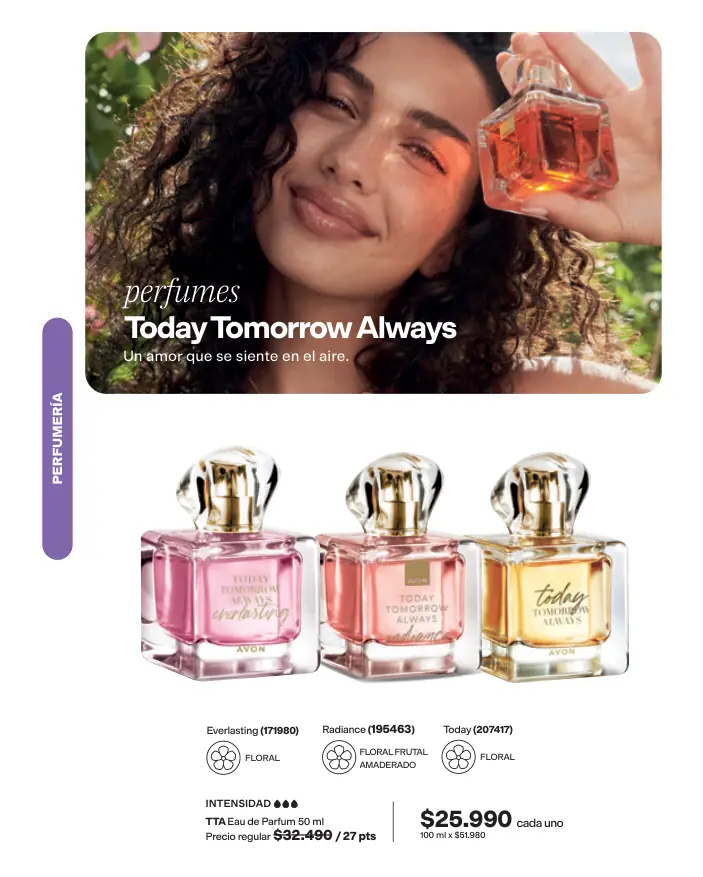 perfumes
Today Tomorrow Always
Un amor que se siente en el aire.
PERFUMERÍA
TODAY
TOMORROW
ALWAYS
everlasting
AVON
AVON
TODAY
TOMORROW
ALWAYS
radiance
today
TOMORROW
ALWAYS
AVON
Everlasting (171980)
FLORAL
Radiance (195463)
FLORAL FRUTAL
AMADERADO
Today (207417)
FLORAL
INTENSIDAD
TTA Eau de Parfum 50 ml
Precio regular $32.490 / 27 pts
$25.990 cada uno
100 ml x $51.980